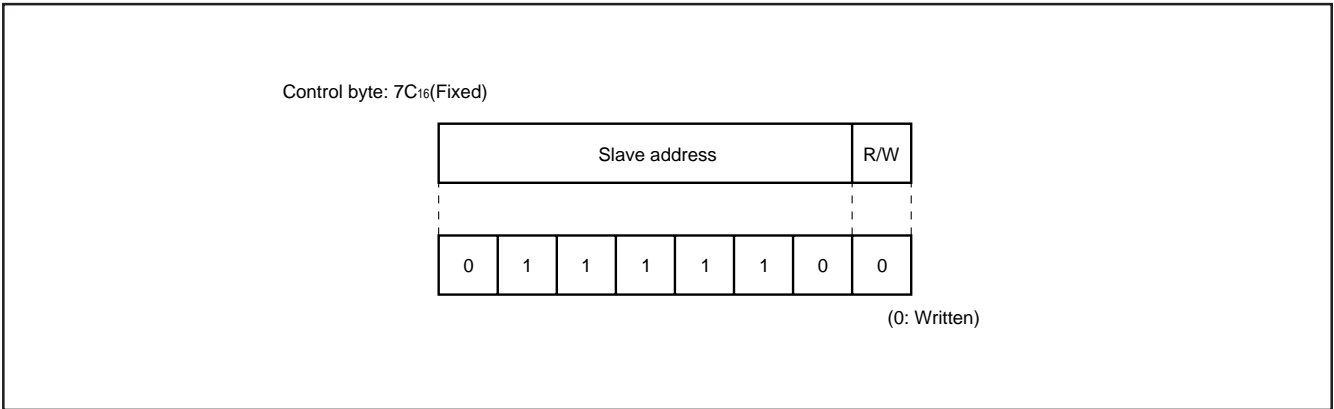 Control byte: 7C16(Fixed)
Slave address R/W
0 1 1 1 1 1 0 0
(0: Written)